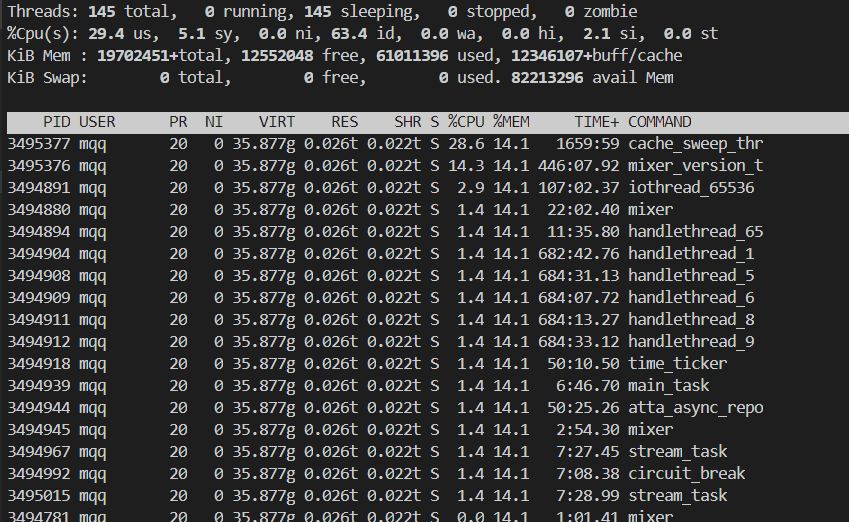 Threads: 145 total,   0 running, 145 sleeping,   0 stopped,   0 zombie
%Cpu(s): 29.4 us,  5.1 sy,  0.0 ni, 63.4 id,  0.0 wa,  0.0 hi,  2.1 si,  0.0 st
KiB Mem : 19702451+total, 12552048 free, 61011396 used, 12346107+buff/cache
KiB Swap:        0 total,        0 free,        0 used. 82213296 avail Mem
PID USER      PR  NI    VIRT    RES    SHR S %CPU %MEM     TIME+ COMMAND
3495377 mqq       20   0 35.877g 0.026t 0.022t S 28.6 14.1   1659:59 cache_sweep_thr
3495376 mqq       20   0 35.877g 0.026t 0.022t S 14.3 14.1 446:07.92 mixer_version_t
3494891 mqq       20   0 35.877g 0.026t 0.022t S  2.9 14.1 107:02.37 iothread_65536
3494880 mqq       20   0 35.877g 0.026t 0.022t S  1.4 14.1  22:02.40 mixer
3494894 mqq       20   0 35.877g 0.026t 0.022t S  1.4 14.1  11:35.80 handlethread_65
3494904 mqq       20   0 35.877g 0.026t 0.022t S  1.4 14.1 682:42.76 handlethread_1
3494908 mqq       20   0 35.877g 0.026t 0.022t S  1.4 14.1 684:31.13 handlethread_5
3494909 mqq       20   0 35.877g 0.026t 0.022t S  1.4 14.1 684:07.72 handlethread_6
3494911 mqq       20   0 35.877g 0.026t 0.022t S  1.4 14.1 684:13.27 handlethread_8
3494912 mqq       20   0 35.877g 0.026t 0.022t S  1.4 14.1 684:33.12 handlethread_9
3494918 mqq       20   0 35.877g 0.026t 0.022t S  1.4 14.1  50:10.50 time_ticker
3494939 mqq       20   0 35.877g 0.026t 0.022t S  1.4 14.1   6:46.70 main_task
3494944 mqq       20   0 35.877g 0.026t 0.022t S  1.4 14.1  50:25.26 atta_async_repo
3494945 mqq       20   0 35.877g 0.026t 0.022t S  1.4 14.1   2:54.30 mixer
3494967 mqq       20   0 35.877g 0.026t 0.022t S  1.4 14.1   7:27.45 stream_task
3494992 mqq       20   0 35.877g 0.026t 0.022t S  1.4 14.1   7:08.38 circuit_break
3495015 mqq       20   0 35.877g 0.026t 0.022t S  1.4 14.1   7:28.99 stream_task
3494781 mqq       20   0 35.877g 0.026t 0.022t S  0.0 14.1   1:01.41 mixer